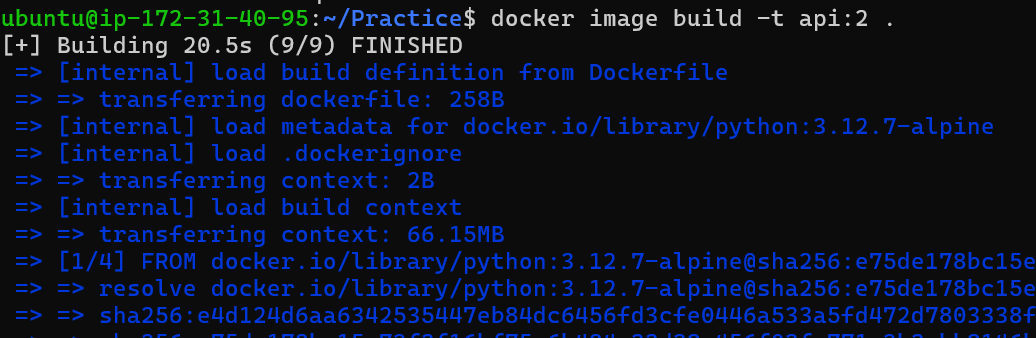 ubuntu@ip-172-31-40-95:~/Practice$ docker image build -t api:2 .
[+] Building 20.5s (9/9) FINISHED
=> [internal] load build definition from Dockerfile
=> => transferring dockerfile: 258B
=> [internal] load metadata for docker.io/library/python:3.12.7-alpine
=> [internal] load .dockerignore
=> => transferring context: 2B
=> [internal] load build context
=> => transferring context: 66.15MB
=> [1/4] FROM docker.io/library/python:3.12.7-alpine@sha256:e75de178bc15e
=> => resolve docker.io/library/python:3.12.7-alpine@sha256:e75de178bc15e
=> => sha256:e4d124d6aa6342535447eb84dc6456fd3cfe0446a533a5fd472d7803338f